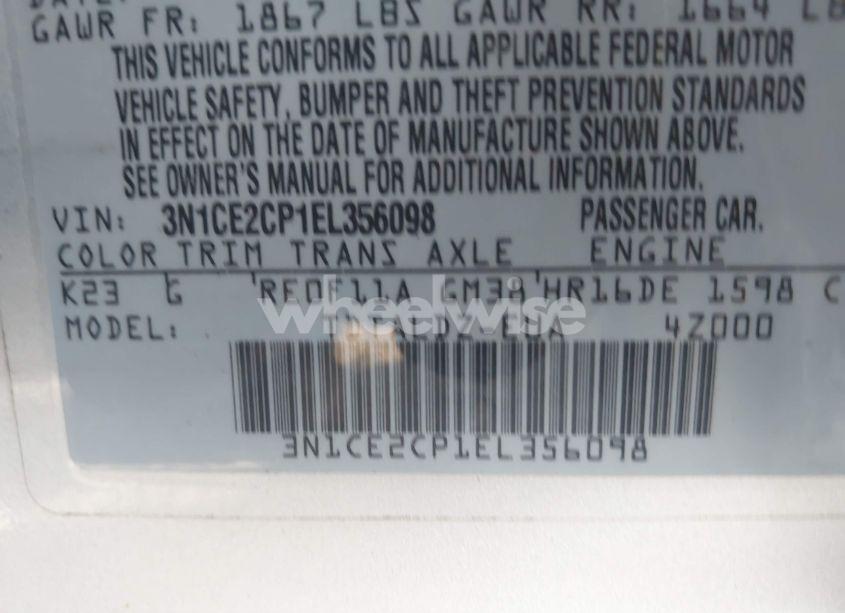 GAWR FR: 1867 LBS GAWR RR: 1664 LB
THIS VEHICLE CONFORMS TO ALL APPLICABLE FEDERAL MOTOR
VEHICLE SAFETY, BUMPER AND THEFT PREVENTION STANDARDS
IN EFFECT ON THE DATE OF MANUFACTURE SHOWN ABOVE.
SEE OWNER'S MANUAL FOR ADDITIONAL INFORMATION.
VIN: 3N1CE2CP1EL356098 PASSENGER CAR.
COLOR TRIM TRANS AXLE ENGINE
K23 G RE0F11A GM38 HR16DE 1598 C
MODEL: 4Z000
wheelwise
3N1CE2CP1EL356098